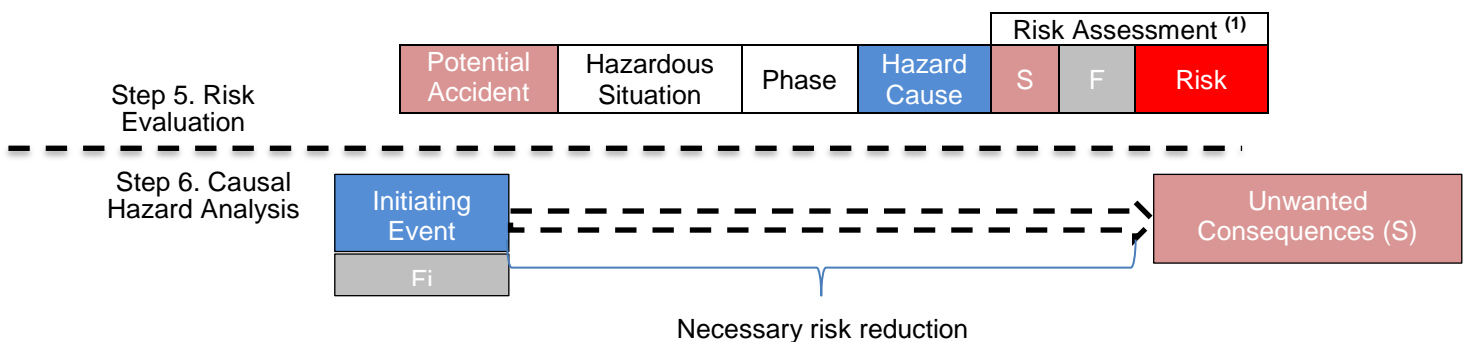 Risk Assessment (1)
Step 5. Risk
Evaluation
Potential
Accident
Hazardous
Situation
Phase
Hazard
Cause
S
F
Risk
Step 6. Causal
Hazard Analysis
Initiating
Event
Fi
Unwanted
Consequences (S)
Necessary risk reduction